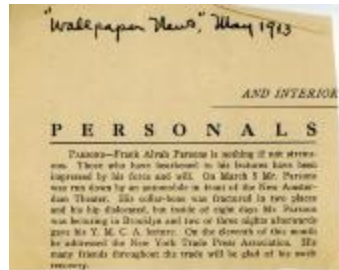 "Wallpaper News", May 1913
AND INTERIOR
PERSONALS
PARSONS—Frank Alvah Parsons is nothing if not strenu-
ous. Those who have hearkened to his lectures have been
impressed by his force and will. On March 5 Mr. Parsons
was run down by an automobile in front of the New Amster-
dam Theater. His collar-bone was fractured in two places
and his hip dislocated, but inside of eight days Mr. Parsons
was lecturing in Brooklyn and two or three nights afterwards
gave his Y. M. C. A. lecture. On the eleventh of this month
he addressed the New York Trade Press Association. His
many friends throughout the trade will be glad of his swift
recovery.